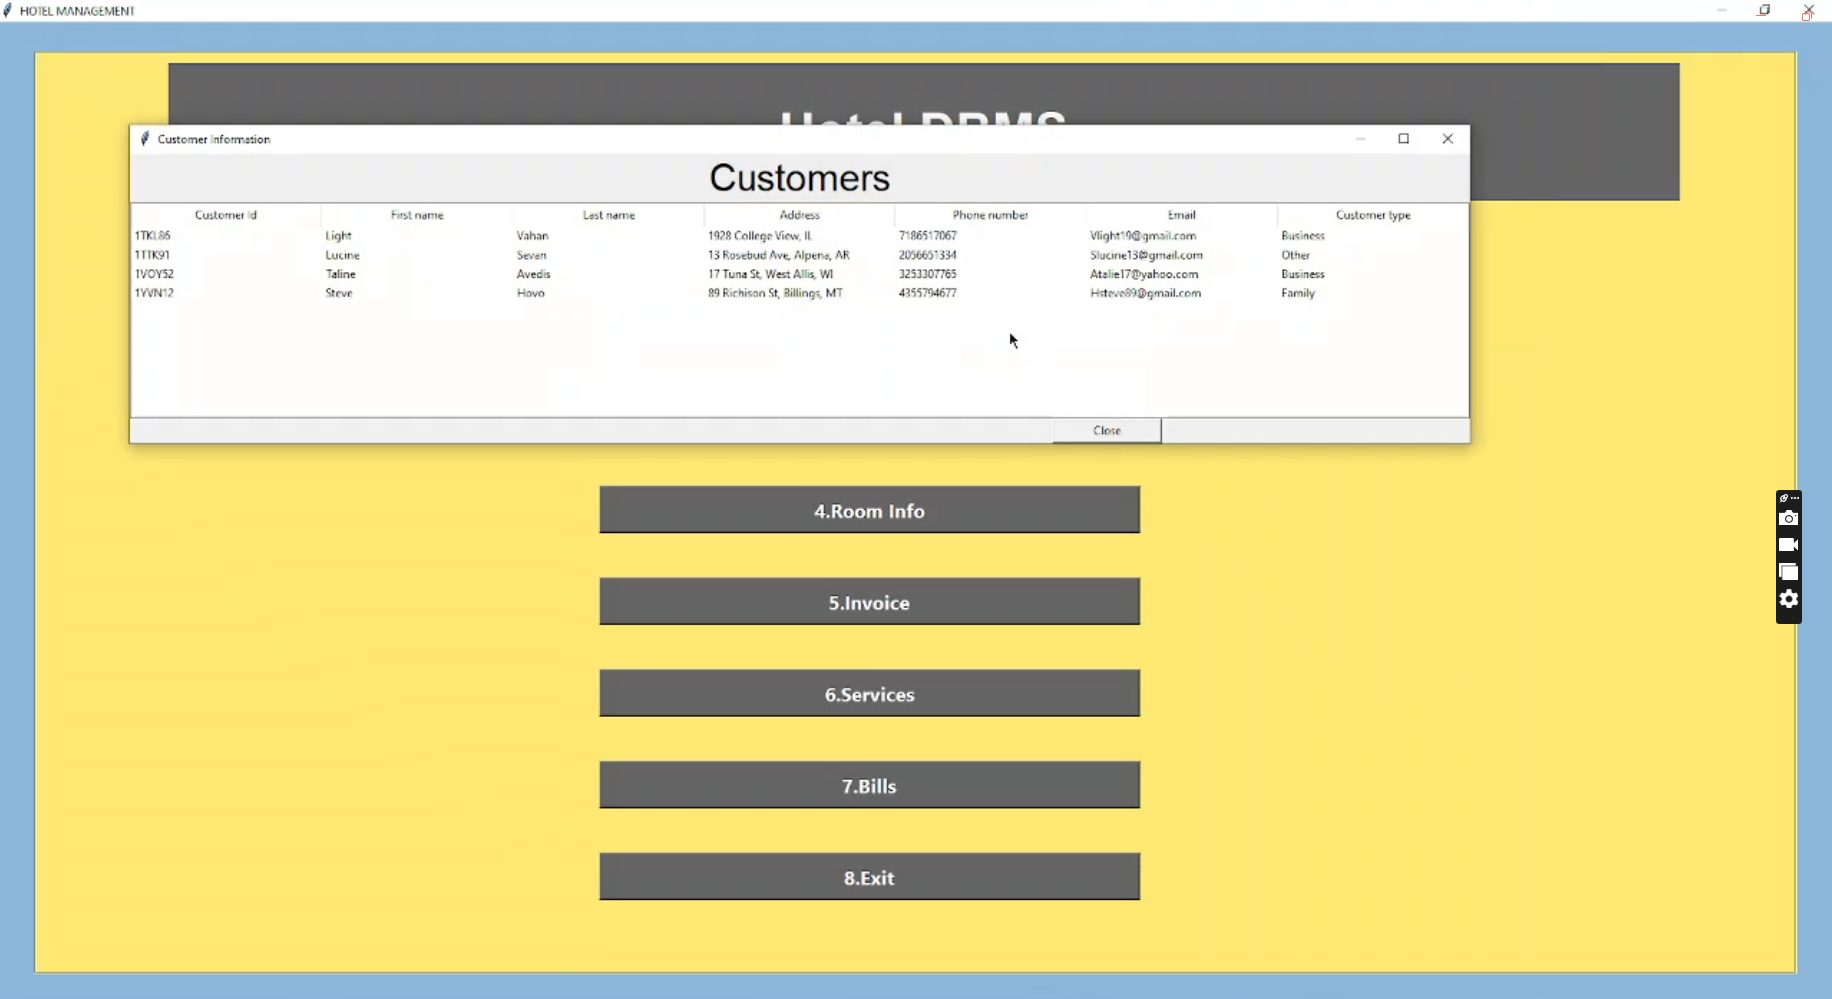 HOTEL MANAGEMENT
Hotel DBMS
Customer Information
Customers
Customer Id First name Last name Address Phone number Email Customer type
1TKL86 Light Vahan 1928 College View, IL 7186517067 Vlight19@gmail.com Business
1TTK91 Lucine Sevan 13 Rosebud Ave, Alpena, AR 2056651334 Slucine13@gmail.com Other
1VOY52 Taline Avedis 17 Tuna St, West Allis, WI 3253307765 Atalie17@yahoo.com Business
1YVN12 Steve Hovo 89 Richison St, Billings, MT 4355794677 Hsteve89@gmail.com Family
Close
4.Room Info
5.Invoice
6.Services
7.Bills
8.Exit